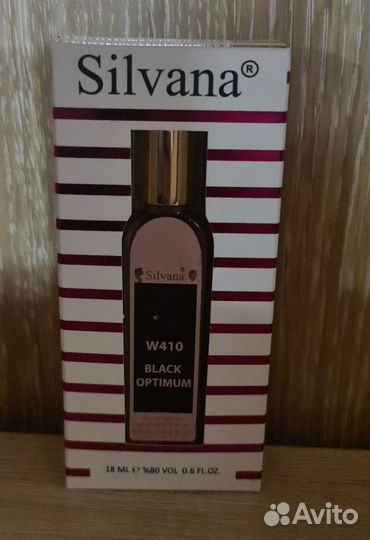 Silvana®
Silvana
W410
BLACK
OPTIMUM
18 ML ℮ %80 VOL 0.6 FL.OZ.
Avito